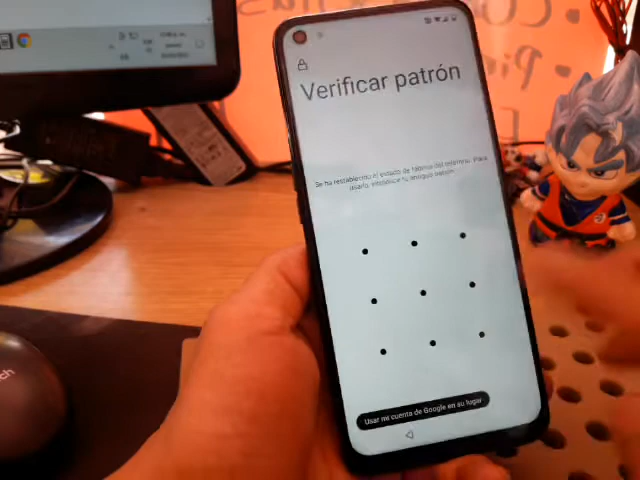 Verificar patrón
Se ha restablecido el estado de fábrica del teléfono. Para
usarlo, introduce tu antiguo patrón.
Usar mi cuenta de Google en su lugar